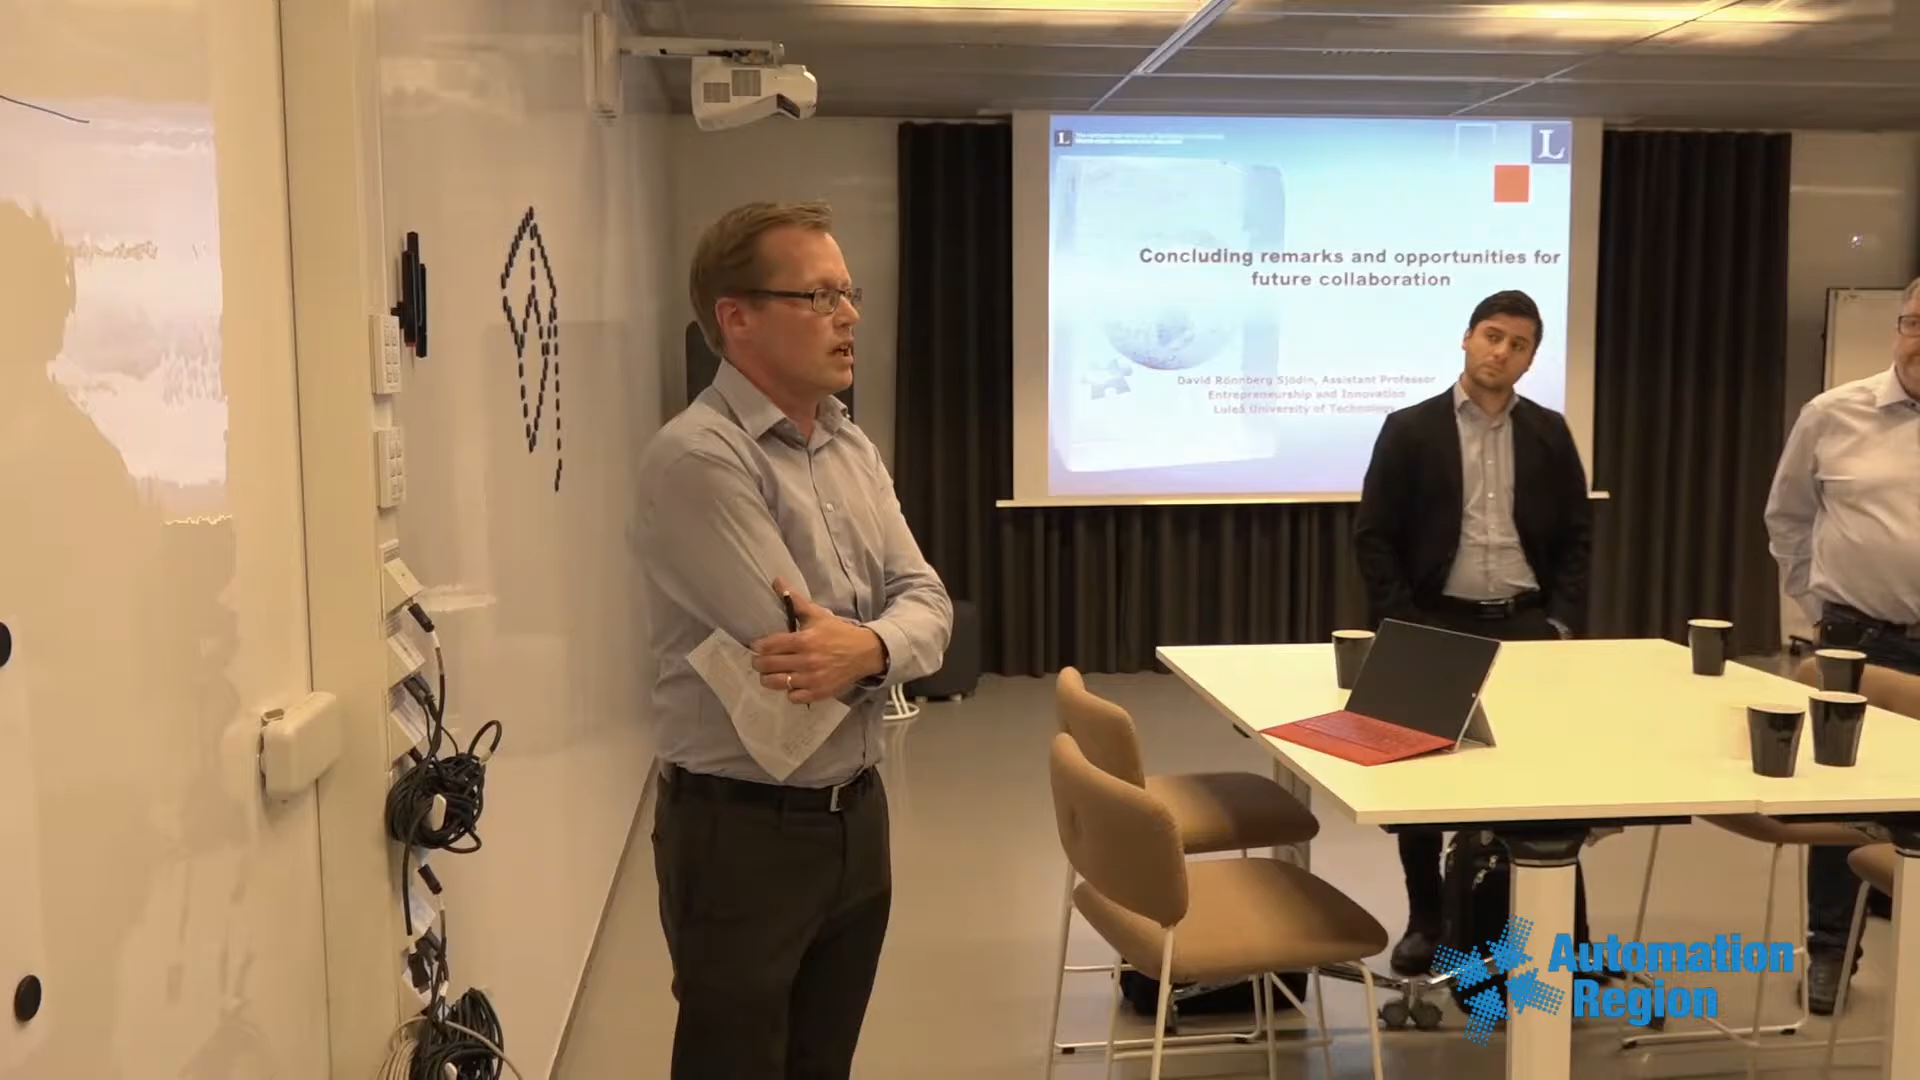 Concluding remarks and opportunities for
future collaboration
David Rönnberg Sjödin, Assistant Professor
Entrepreneurship and Innovation
Luleå University of Technology
L
L
Automation
Region